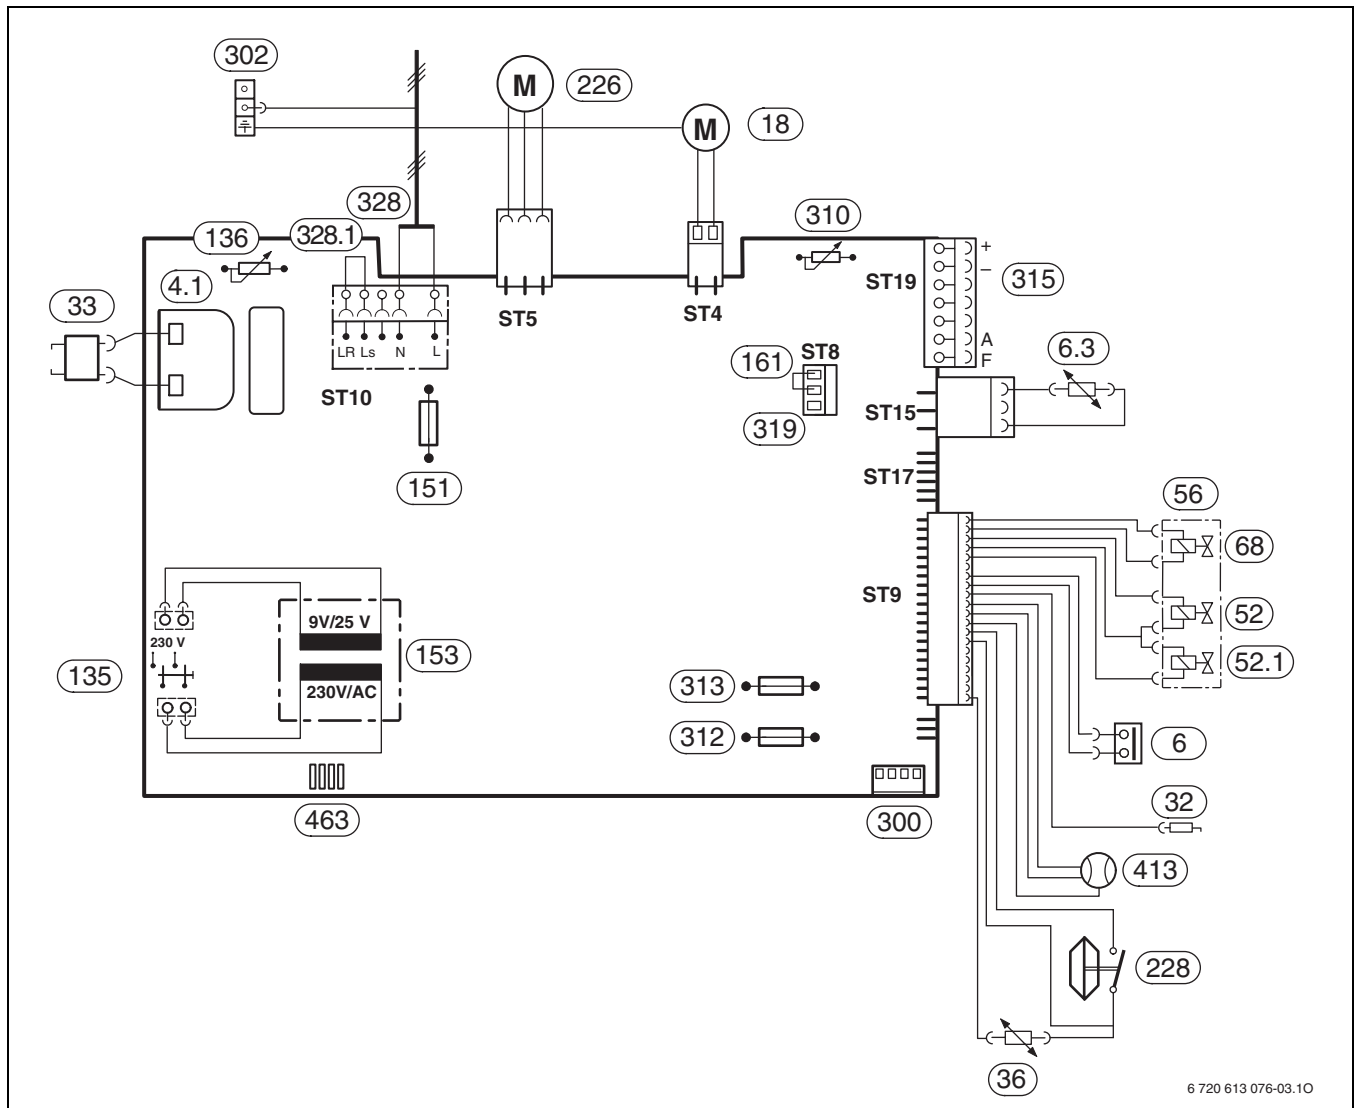 302
M
226
M
18
328
136
328.1
310
4.1
33
ST19
+
–
315
A
F
ST5
ST4
LR
Ls
N
L
ST10
161
ST8
319
6.3
ST15
ST17
151
56
68
ST9
52
52.1
9V/25 V
230 V
230V/AC
153
135
313
312
6
463
300
32
413
228
36
6 720 613 076-03.1O